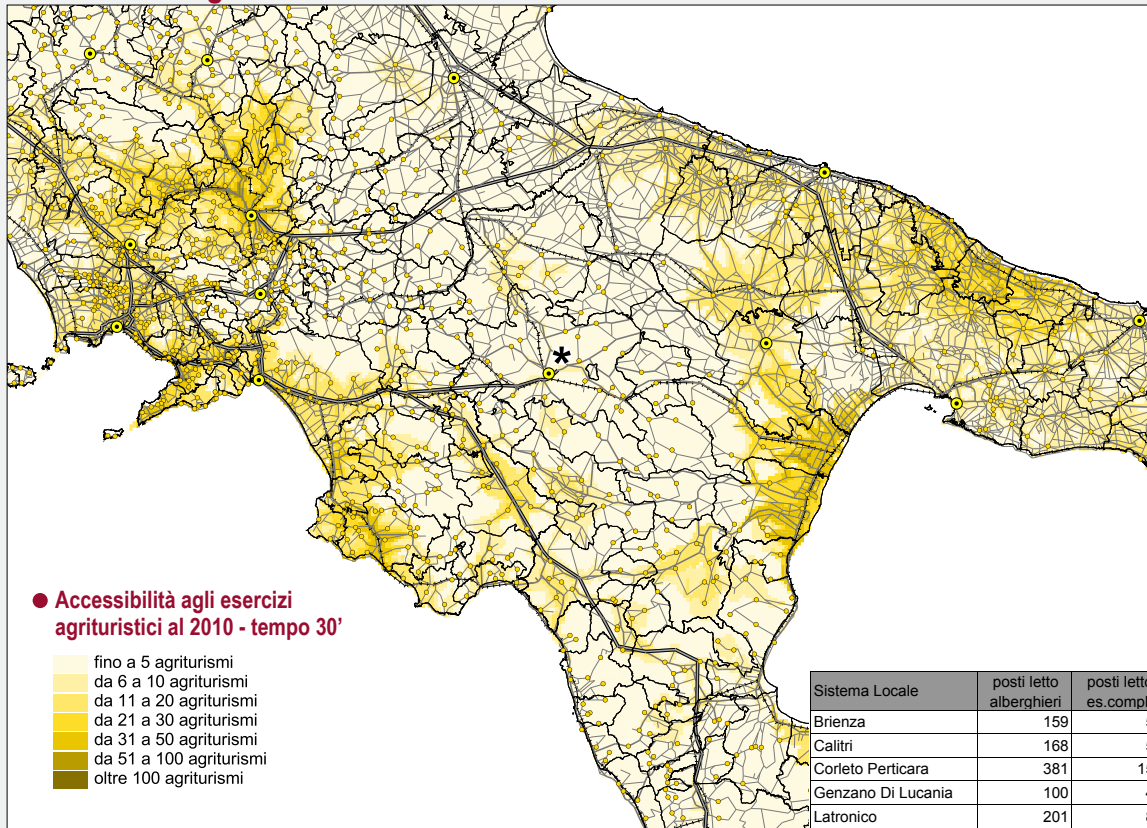 ● Accessibilità agli esercizi
agrituristici al 2010 - tempo 30’
fino a 5 agriturismi
da 6 a 10 agriturismi
da 11 a 20 agriturismi
da 21 a 30 agriturismi
da 31 a 50 agriturismi
da 51 a 100 agriturismi
oltre 100 agriturismi
*
Sistema Locale posti letto alberghieri posti letto es.compl
Brienza 159
Calitri 168
Corleto Perticara 381
Genzano Di Lucania 100
Latronico 201